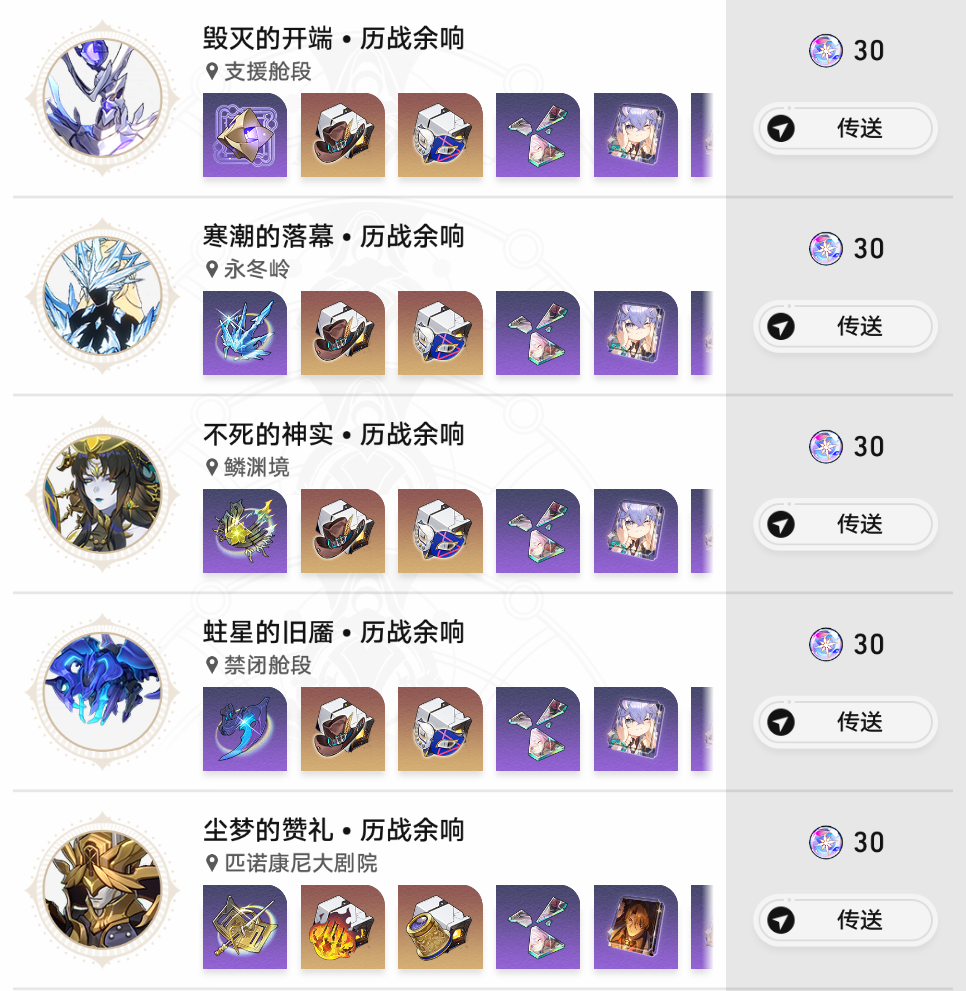 毁灭的开端 • 历战余响
支援舱段
30
传送
寒潮的落幕 • 历战余响
永冬岭
30
传送
不死的神实 • 历战余响
鳞渊境
30
传送
蛀星的旧靥 • 历战余响
禁闭舱段
30
传送
尘梦的赞礼 • 历战余响
匹诺康尼大剧院
30
传送